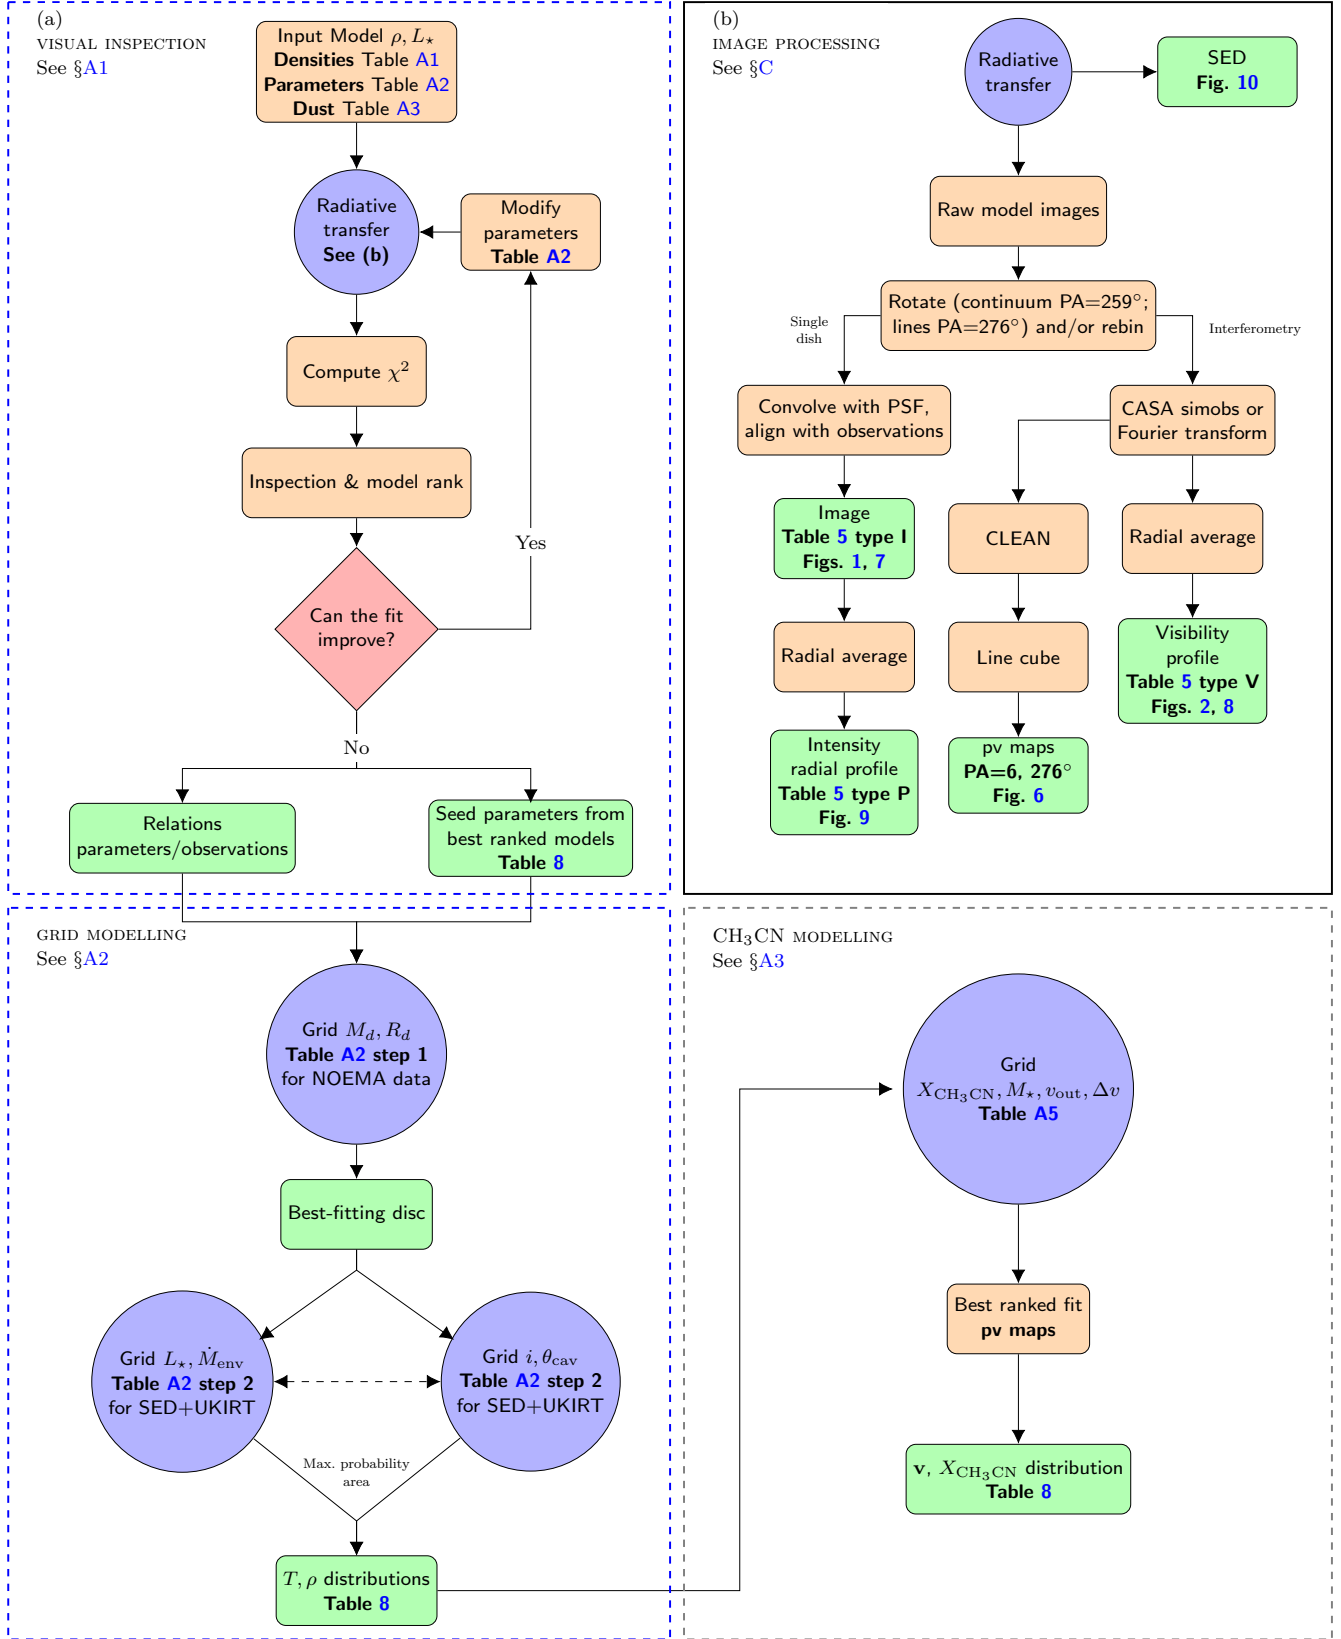 (a)
VISUAL INSPECTION
See §A1
Input Model ρ, L⋆
Densities Table A1
Parameters Table A2
Dust Table A3
Radiative
transfer
See (b)
Modify
parameters
Table A2
Compute χ²
Inspection & model rank
Can the fit
improve?
Yes
No
Relations
parameters/observations
Seed parameters from
best ranked models
Table 8
(b)
IMAGE PROCESSING
See §C
Radiative
transfer
SED
Fig. 10
Raw model images
Rotate (continuum PA=259°;
lines PA=276°) and/or rebin
Single
dish
Interferometry
Convolve with PSF,
align with observations
CASA simobs or
Fourier transform
Image
Table 5 type I
Figs. 1, 7
CLEAN
Radial average
Radial average
Line cube
Visibility
profile
Table 5 type V
Figs. 2, 8
Intensity
radial profile
Table 5 type P
Fig. 9
pv maps
PA=6, 276°
Fig. 6
GRID MODELLING
See §A2
Grid M_d, R_d
Table A2 step 1
for NOEMA data
Best-fitting disc
Grid L⋆, Ṁ_env
Table A2 step 2
for SED+UKIRT
Grid i, θ_cav
Table A2 step 2
for SED+UKIRT
Max. probability
area
T, ρ distributions
Table 8
CH₃CN MODELLING
See §A3
Grid
X_CH₃CN, M⋆, v_out, Δv
Table A5
Best ranked fit
pv maps
v, X_CH₃CN distribution
Table 8